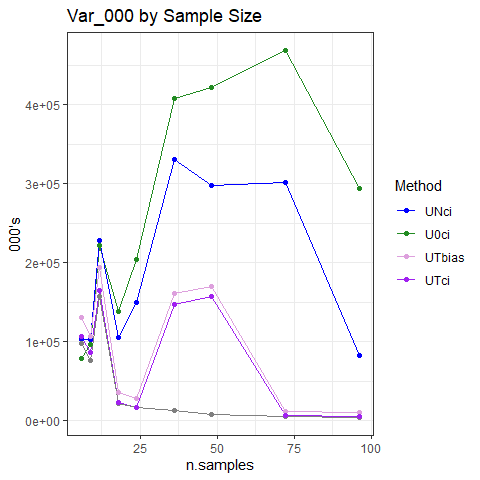 Var_000 by Sample Size
000's
4e+05
3e+05
2e+05
1e+05
0e+00
25
50
75
100
n.samples
Method
UNci
U0ci
UTbias
UTci